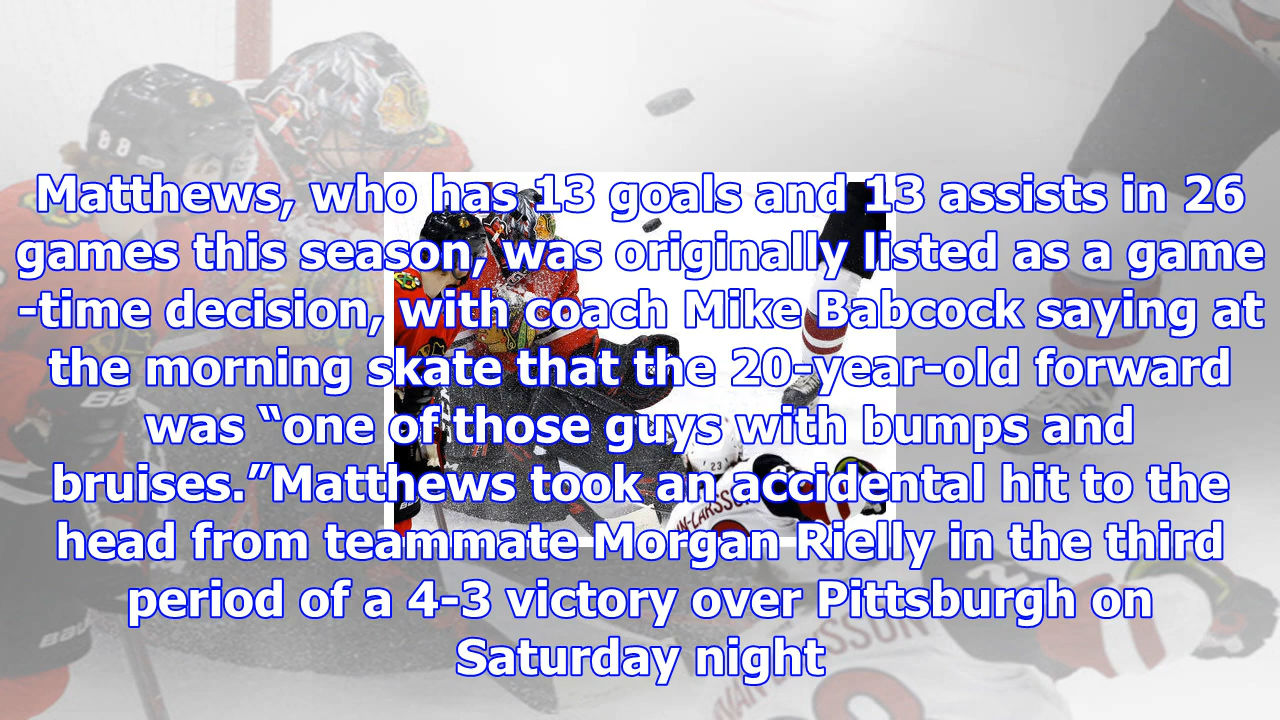 Matthews, who has 13 goals and 13 assists in 26
games this season, was originally listed as a game
-time decision, with coach Mike Babcock saying at
the morning skate that the 20-year-old forward
was “one of those guys with bumps and
bruises.”Matthews took an accidental hit to the
head from teammate Morgan Rielly in the third
period of a 4-3 victory over Pittsburgh on
Saturday night
88
23